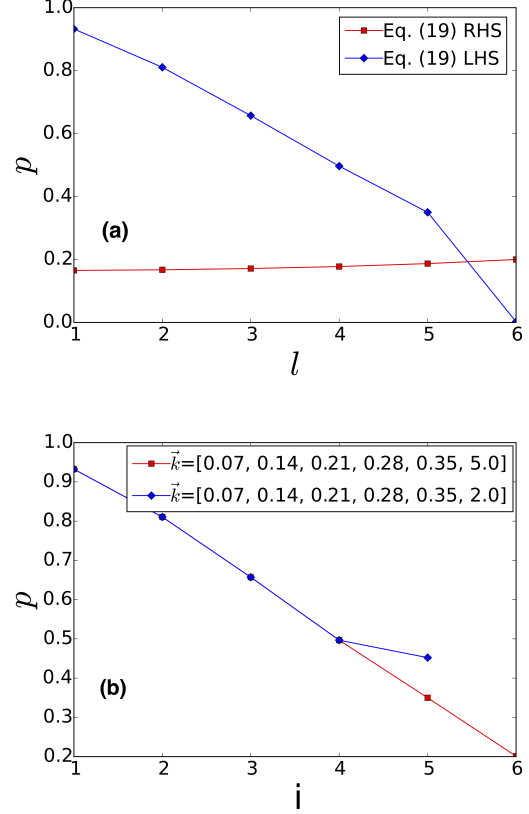 1.0
Eq. (19) RHS
Eq. (19) LHS
0.8
0.6
p
0.4
(a)
0.2
0.0
1 2 3 4 5 6
l
1.0
k⃗=[0.07, 0.14, 0.21, 0.28, 0.35, 5.0]
0.9
k⃗=[0.07, 0.14, 0.21, 0.28, 0.35, 2.0]
0.8
0.7
p
0.6
0.5
0.4
(b)
0.3
0.2
1 2 3 4 5 6
i